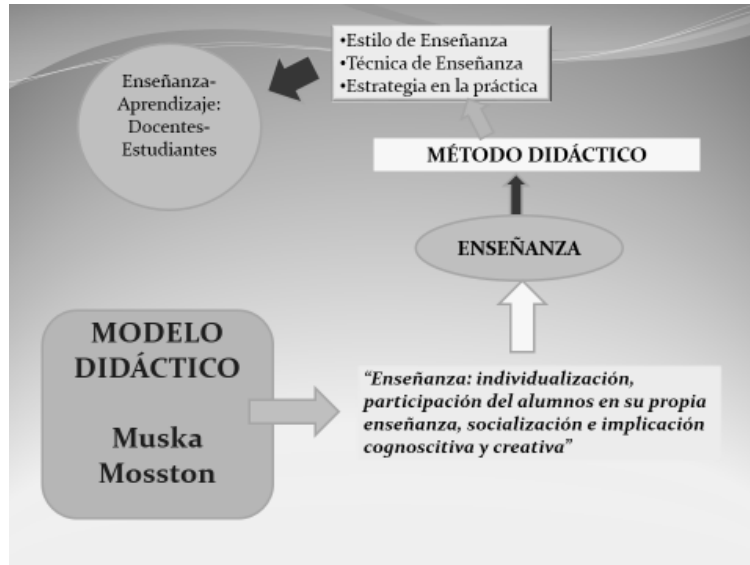 •Estilo de Enseñanza
•Técnica de Enseñanza
•Estrategia en la práctica
Enseñanza-
Aprendizaje:
Docentes-
Estudiantes
MÉTODO DIDÁCTICO
ENSEÑANZA
MODELO
DIDÁCTICO
Muska
Mosston
“Enseñanza: individualización,
participación del alumnos en su propia
enseñanza, socialización e implicación
cognoscitiva y creativa”